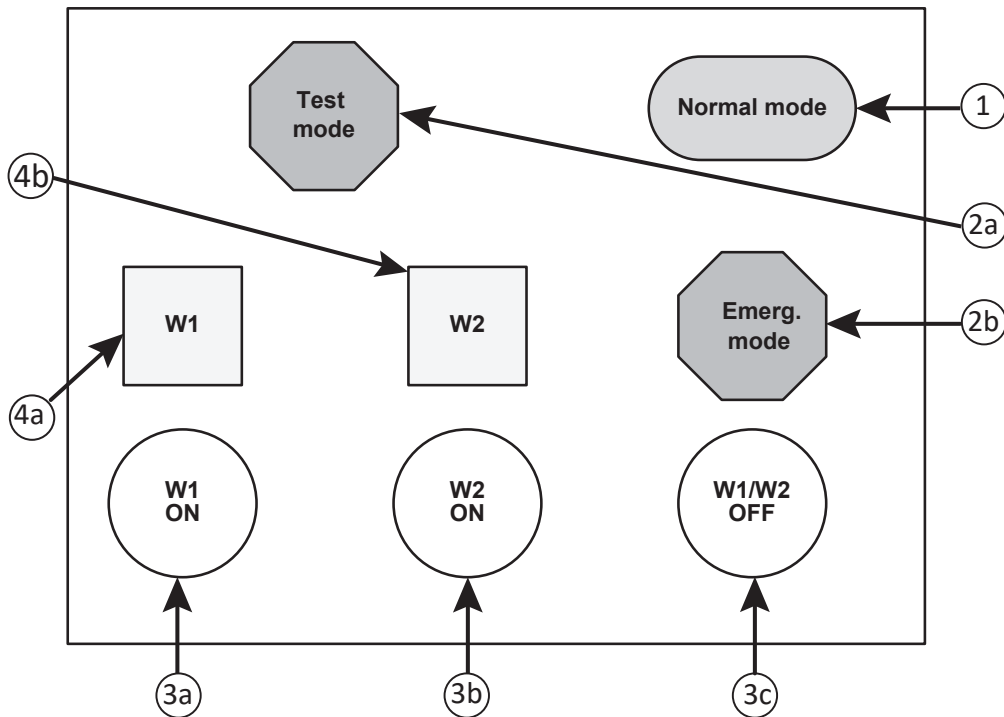 Test
mode
Normal mode
1
4b
2a
W1
W2
Emerg.
mode
2b
4a
W1
ON
W2
ON
W1/W2
OFF
3a
3b
3c